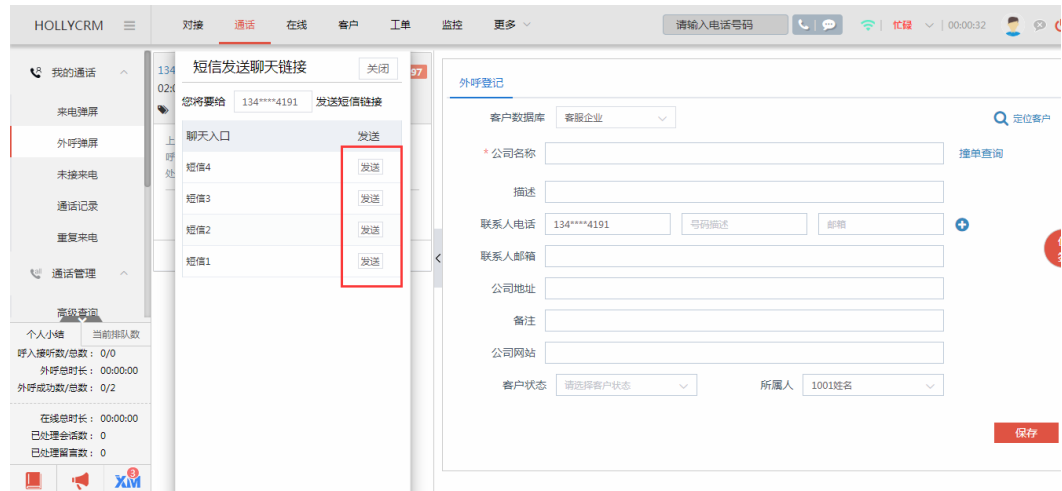 HOLLYCRM
对接 通话 在线 客户 工单 监控 更多
请输入电话号码
忙碌 00:00:32
我的通话
来电弹屏
外呼弹屏
未接来电
通话记录
重复来电
通话管理
高级查询
个人小结 当前排队数
呼入接听数/总数： 0/0
外呼总时长： 00:00:00
外呼成功数/总数： 0/2
在线总时长： 00:00:00
已处理会话数： 0
已处理留言数： 0
XM 3
134
02:0
上
呼
处
97
短信发送聊天链接 关闭
您将要给 134****4191 发送短信链接
聊天入口 发送
短信4 发送
短信3 发送
短信2 发送
短信1 发送
外呼登记
客户数据库 客服企业 定位客户
*公司名称 撞单查询
描述
联系人电话 134****4191 号码描述 邮箱
联系人邮箱
公司地址
备注
公司网站
客户状态 请选择客户状态 所属人 1001姓名
保存